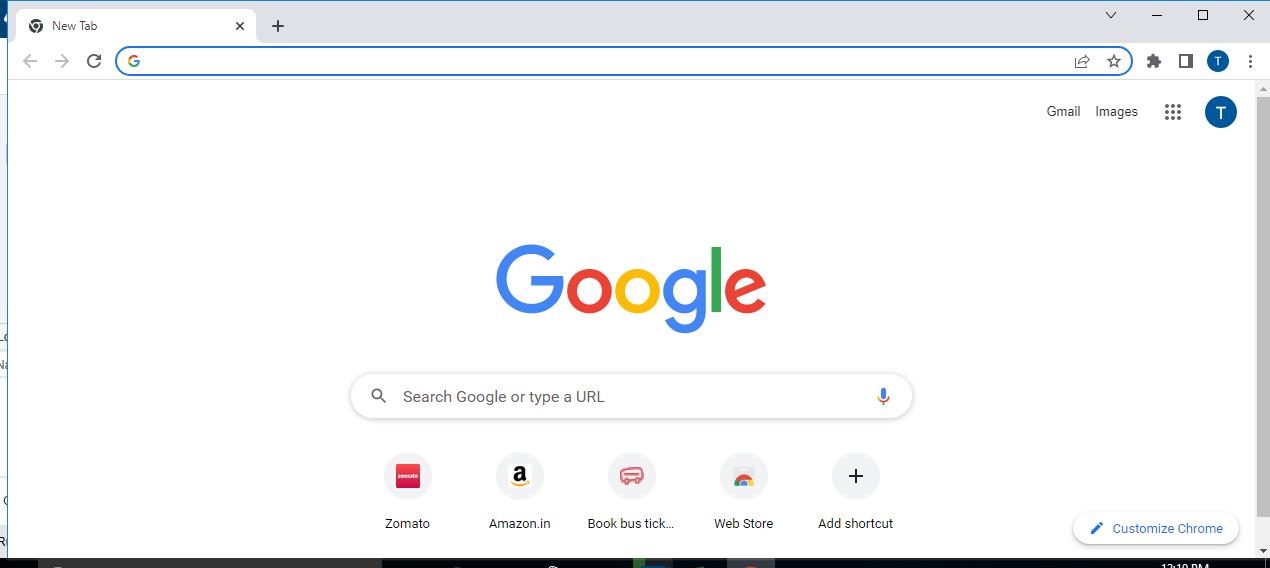 New Tab
T
Gmail Images
T
Google
Search Google or type a URL
zomato
a
Zomato Amazon.in Book bus tick... Web Store Add shortcut
Customize Chrome